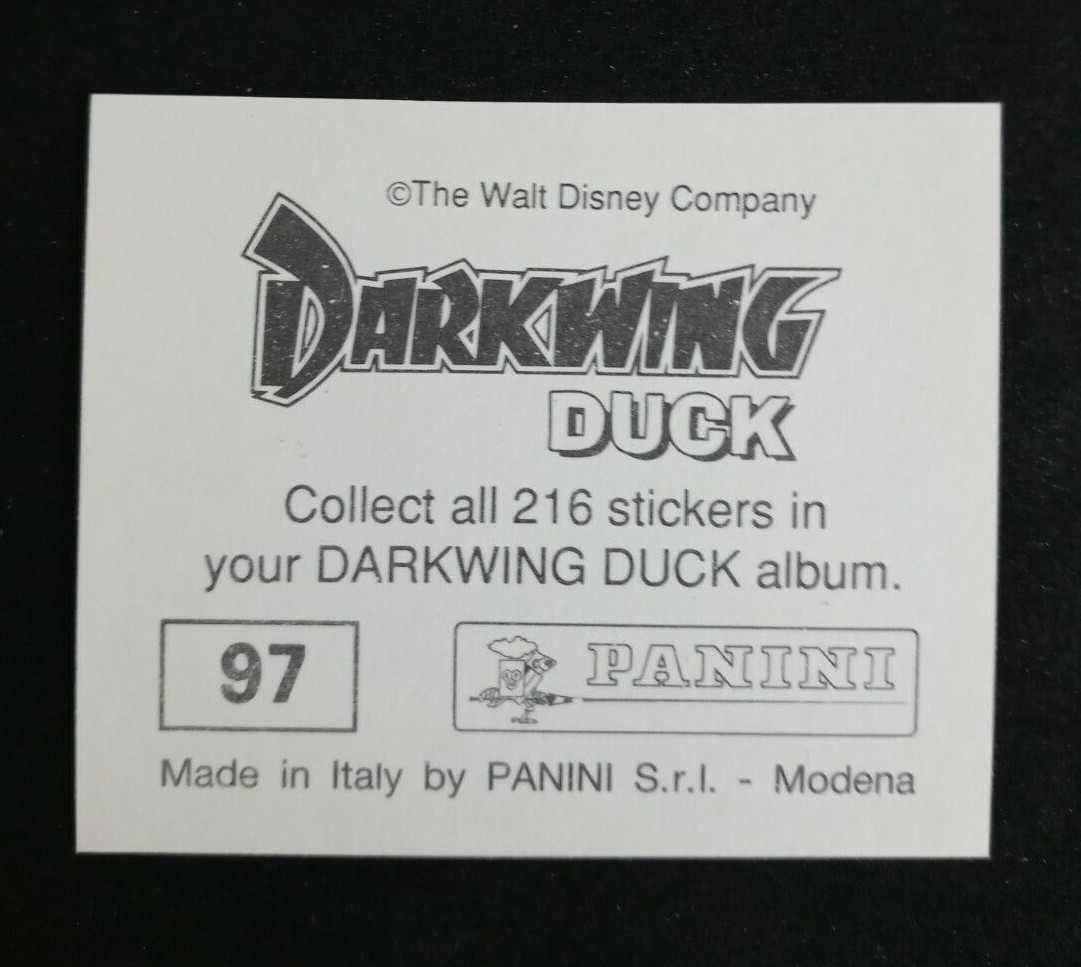 ©The Walt Disney Company
DARKWING
DUCK
Collect all 216 stickers in
your DARKWING DUCK album.
97
PANINI
Made in Italy by PANINI S.r.l. - Modena